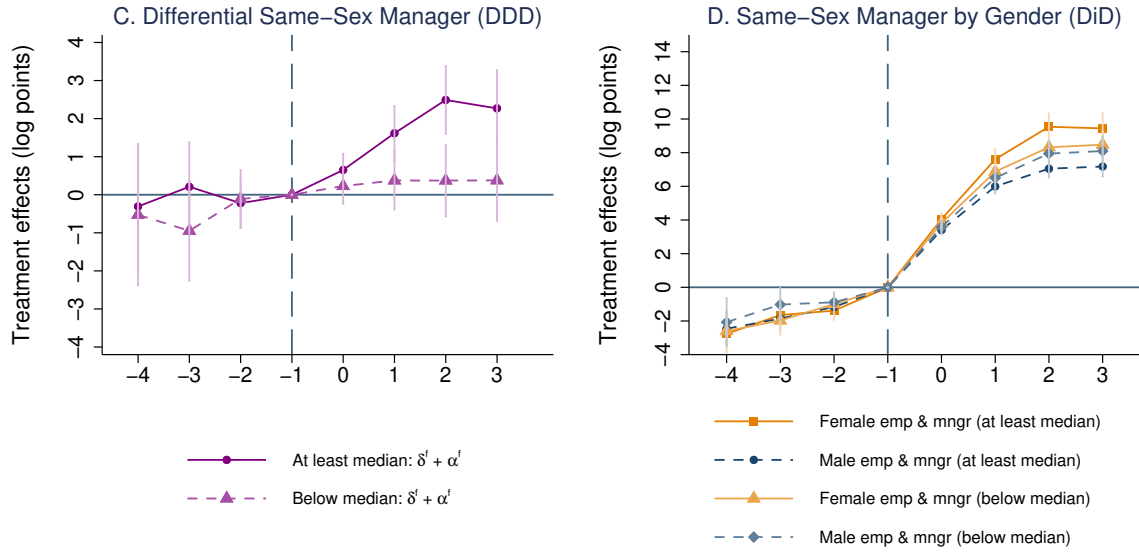 C. Differential Same−Sex Manager (DDD)
Treatment effects (log points)
4
3
2
1
0
−1
−2
−3
−4
−4 −3 −2 −1 0 1 2 3
At least median: δᶠ + αᶠ
Below median: δᶠ + αᶠ
D. Same−Sex Manager by Gender (DiD)
Treatment effects (log points)
14
12
10
8
6
4
2
0
−2
−4
−4 −3 −2 −1 0 1 2 3
Female emp & mngr (at least median)
Male emp & mngr (at least median)
Female emp & mngr (below median)
Male emp & mngr (below median)